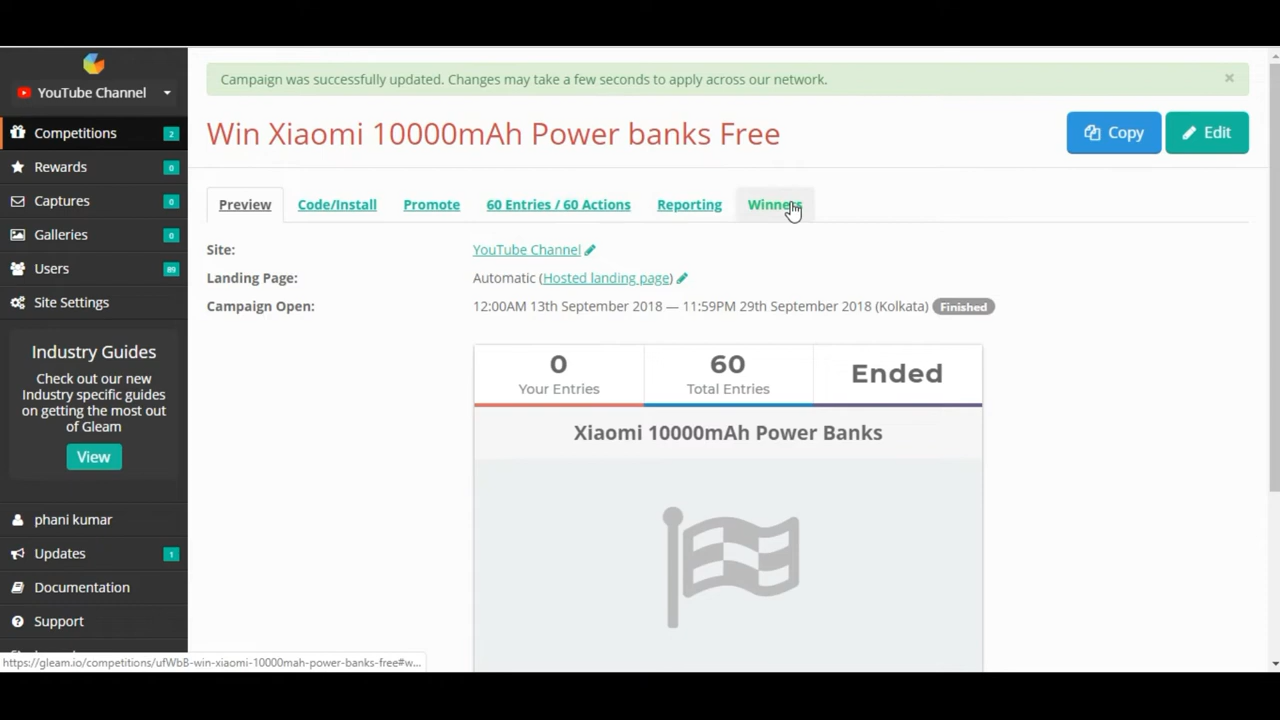 Campaign was successfully updated. Changes may take a few seconds to apply across our network. ×
YouTube Channel
Win Xiaomi 10000mAh Power banks Free
Copy
Edit
Competitions 2
Rewards 0
Captures 0
Galleries 0
Users 89
Site Settings
Industry Guides
Check out our new
Industry specific guides
on getting the most out
of Gleam
View
phani kumar
Updates 1
Documentation
Support
Preview Code/Install Promote 60 Entries / 60 Actions Reporting Winners
Site: YouTube Channel
Landing Page: Automatic (Hosted landing page)
Campaign Open: 12:00AM 13th September 2018 — 11:59PM 29th September 2018 (Kolkata) Finished
0
Your Entries
60
Total Entries
Ended
Xiaomi 10000mAh Power Banks
https://gleam.io/competitions/ufWbB-win-xiaomi-10000mah-power-banks-free#w...